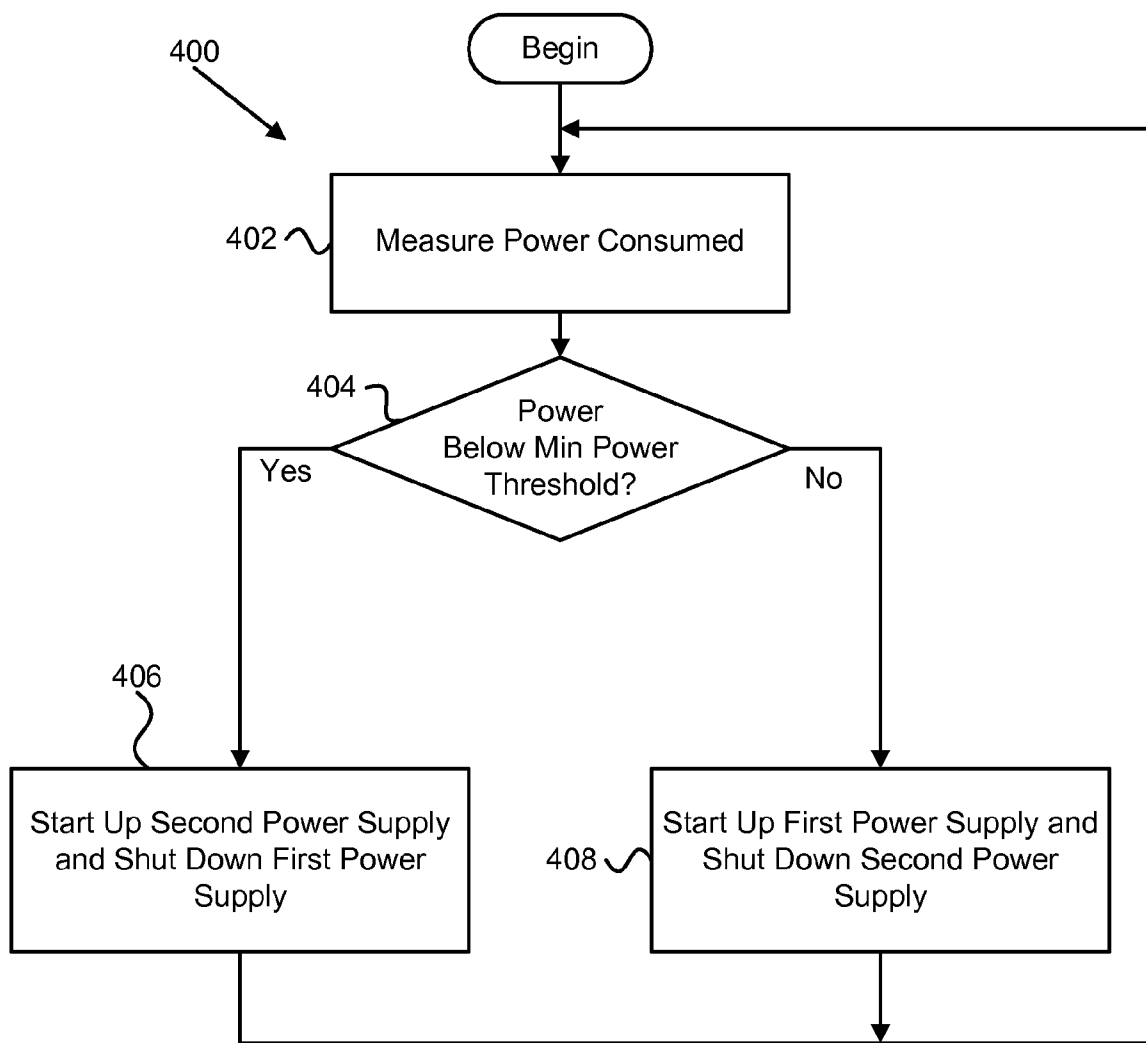 Begin
400
402
Measure Power Consumed
404
Power
Below Min Power
Threshold?
Yes
No
406
Start Up Second Power Supply
and Shut Down First Power
Supply
408
Start Up First Power Supply and
Shut Down Second Power
Supply